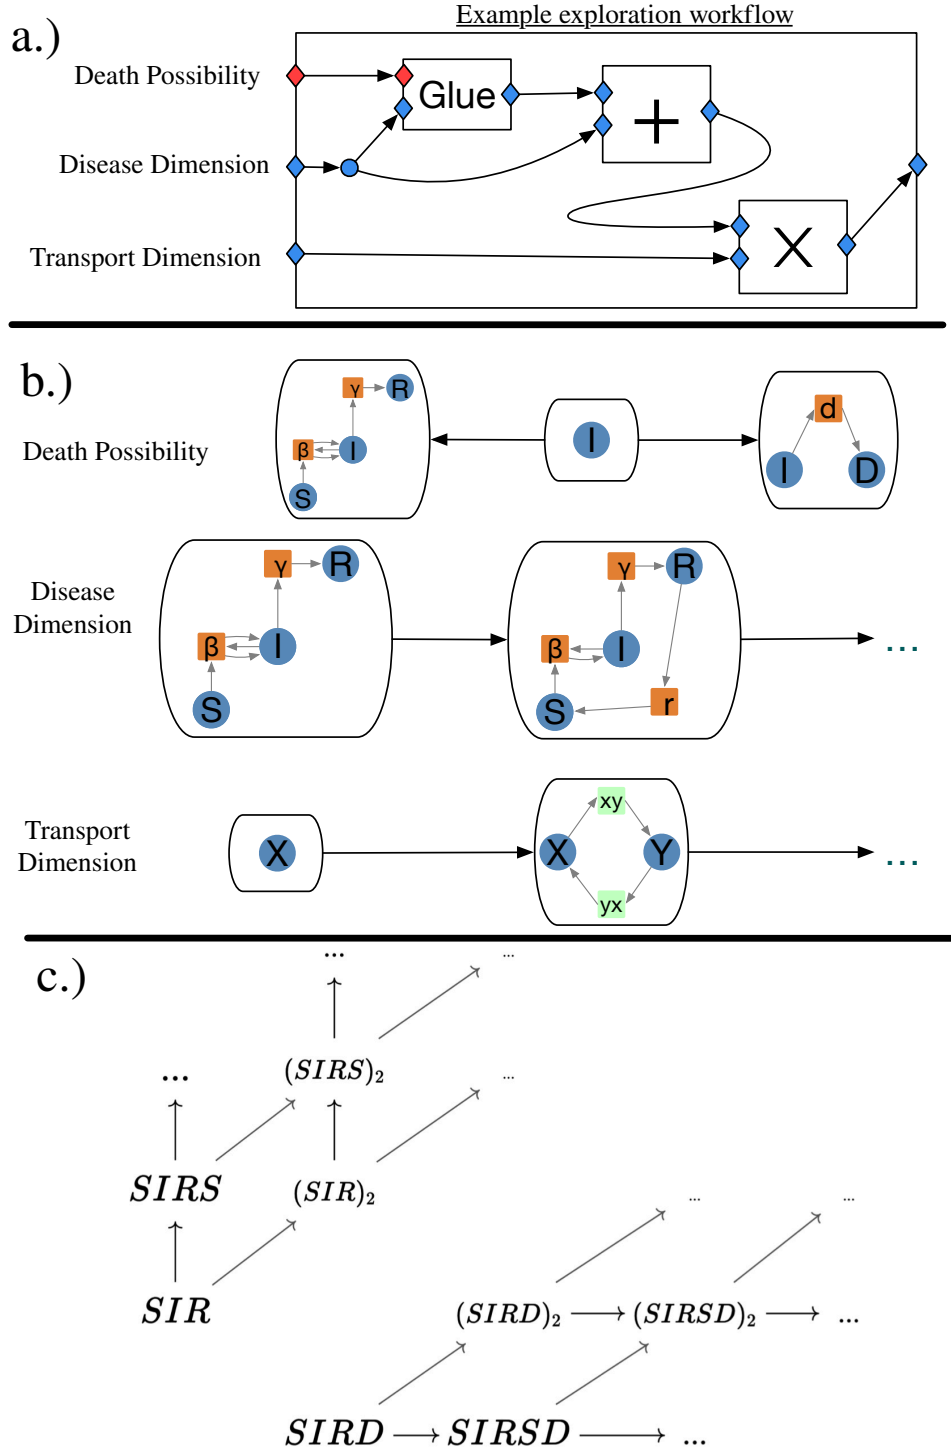 Example exploration workflow
a.)
Death Possibility
Glue
+
Disease Dimension
Transport Dimension
X
b.)
Death Possibility
γ R
β I
S
I
d
I D
Disease
Dimension
γ R
β I
S
γ R
β I
S r
...
Transport
Dimension
X
xy
X Y
yx
...
c.)
... ...
(SIRS)₂
... ...
SIRS (SIR)₂
... ...
SIR
(SIRD)₂ (SIRSD)₂ ...
SIRD SIRSD ...